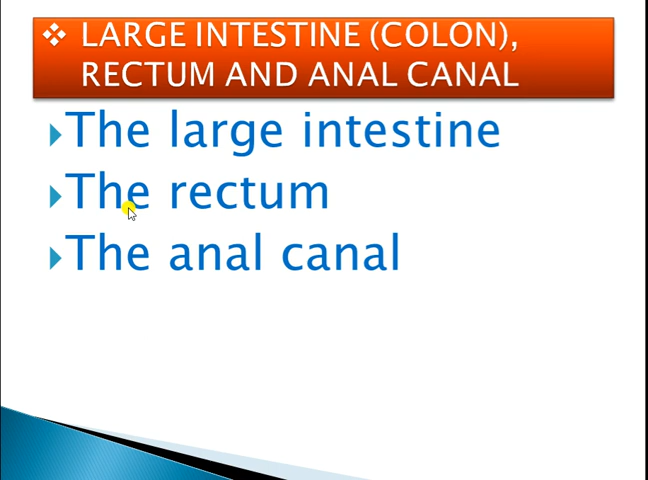 ❖ LARGE INTESTINE (COLON),
RECTUM AND ANAL CANAL
The large intestine
The rectum
The anal canal